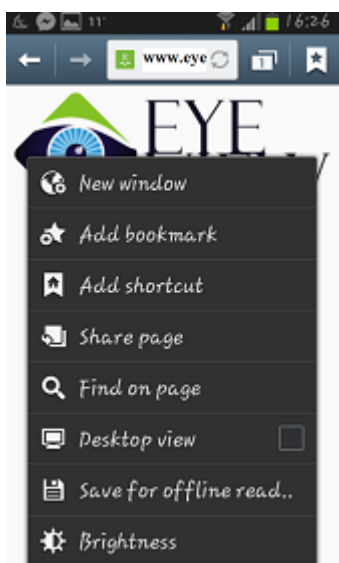 11°
16:26
www.eye
1
EYE
New window
Add bookmark
Add shortcut
Share page
Find on page
Desktop view
Save for offline read..
Brightness